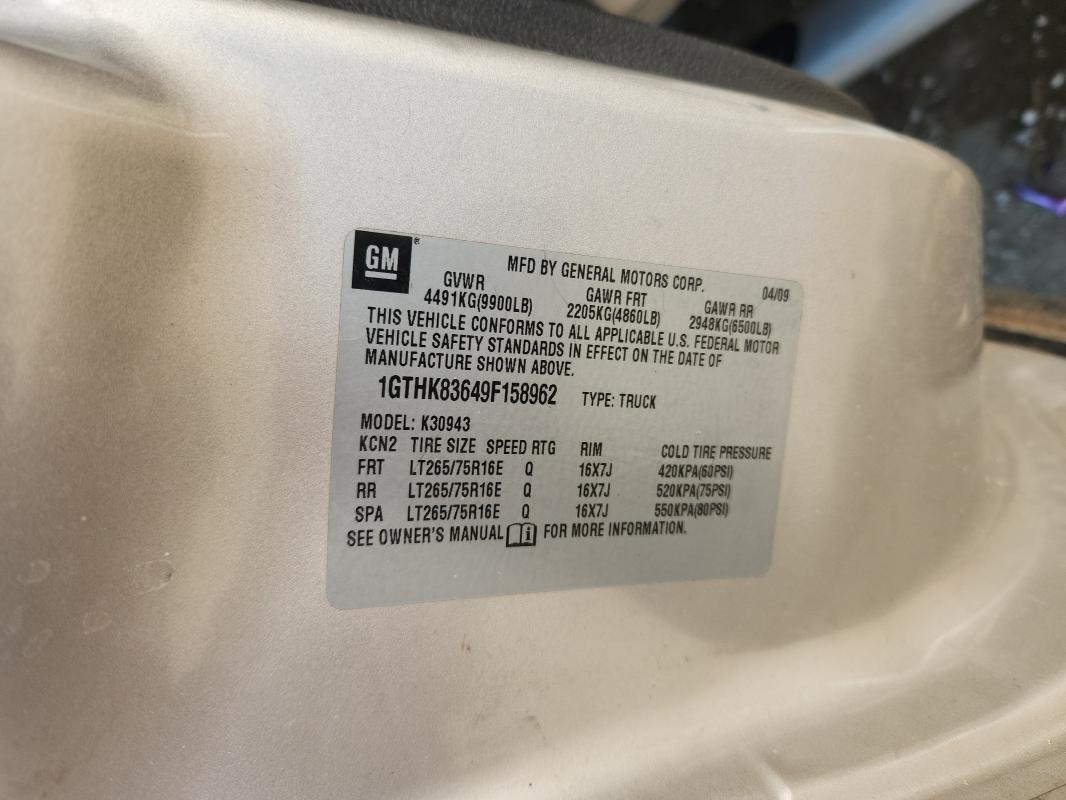 GM®
MFD BY GENERAL MOTORS CORP. 04/09
GVWR GAWR FRT GAWR RR
4491KG(9900LB) 2205KG(4860LB) 2948KG(6500LB)
THIS VEHICLE CONFORMS TO ALL APPLICABLE U.S. FEDERAL MOTOR
VEHICLE SAFETY STANDARDS IN EFFECT ON THE DATE OF
MANUFACTURE SHOWN ABOVE.
1GTHK83649F158962 TYPE: TRUCK
MODEL: K30943
KCN2 TIRE SIZE SPEED RTG RIM COLD TIRE PRESSURE
FRT LT265/75R16E Q 16X7J 420KPA(60PSI)
RR LT265/75R16E Q 16X7J 520KPA(75PSI)
SPA LT265/75R16E Q 16X7J 550KPA(80PSI)
SEE OWNER'S MANUAL i FOR MORE INFORMATION.